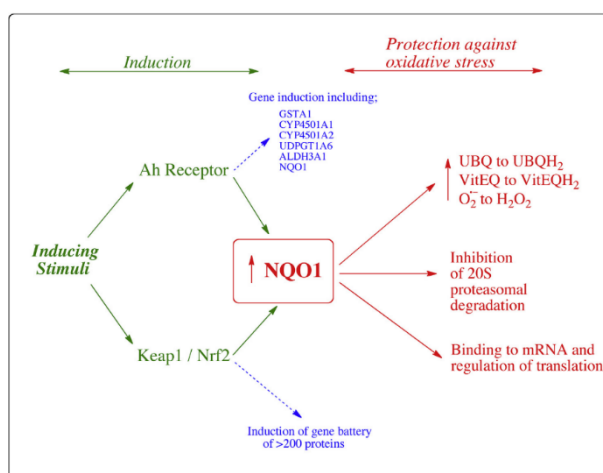 Induction
Protection against
oxidative stress
Gene induction including;
GSTA1
CYP4501A1
CYP4501A2
UDPGT1A6
ALDH3A1
NQO1
Ah Receptor
UBQ to UBQH₂
VitEQ to VitEQH₂
O₂•⁻ to H₂O₂
Inducing
Stimuli
NQO1
Inhibition
of 20S
proteasomal
degradation
Keap1 / Nrf2
Binding to mRNA and
regulation of translation
Induction of gene battery
of >200 proteins